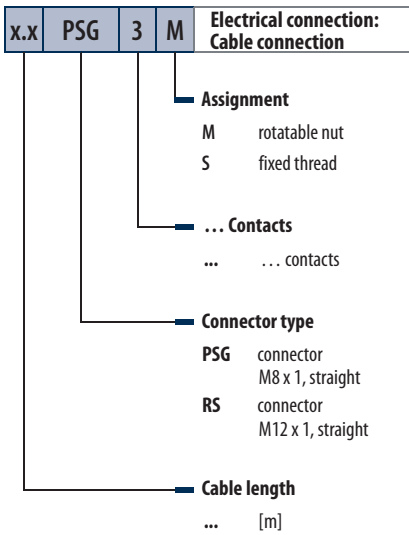 x.x PSG 3 M Electrical connection:
Cable connection
Assignment
M rotatable nut
S fixed thread
... Contacts
... ... contacts
Connector type
PSG connector
M8 x 1, straight
RS connector
M12 x 1, straight
Cable length
... [m]